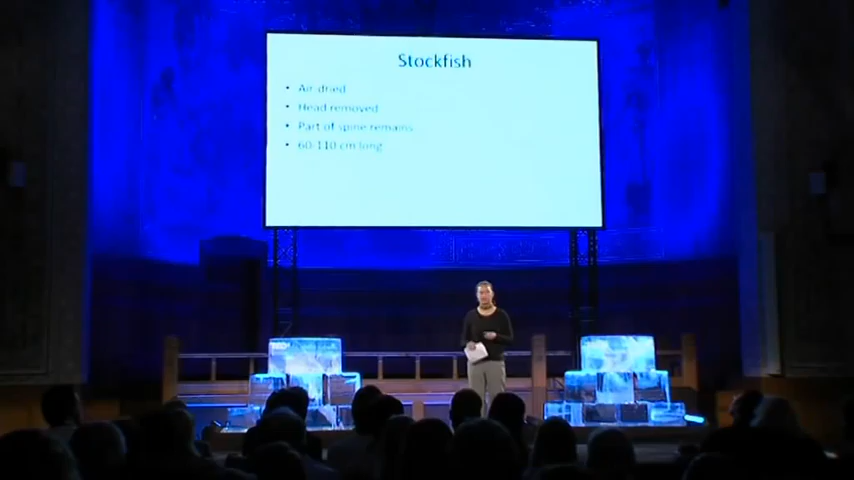 Stockfish
• Air-dried
• Head removed
• Part of spine remains
• 60-110 cm long